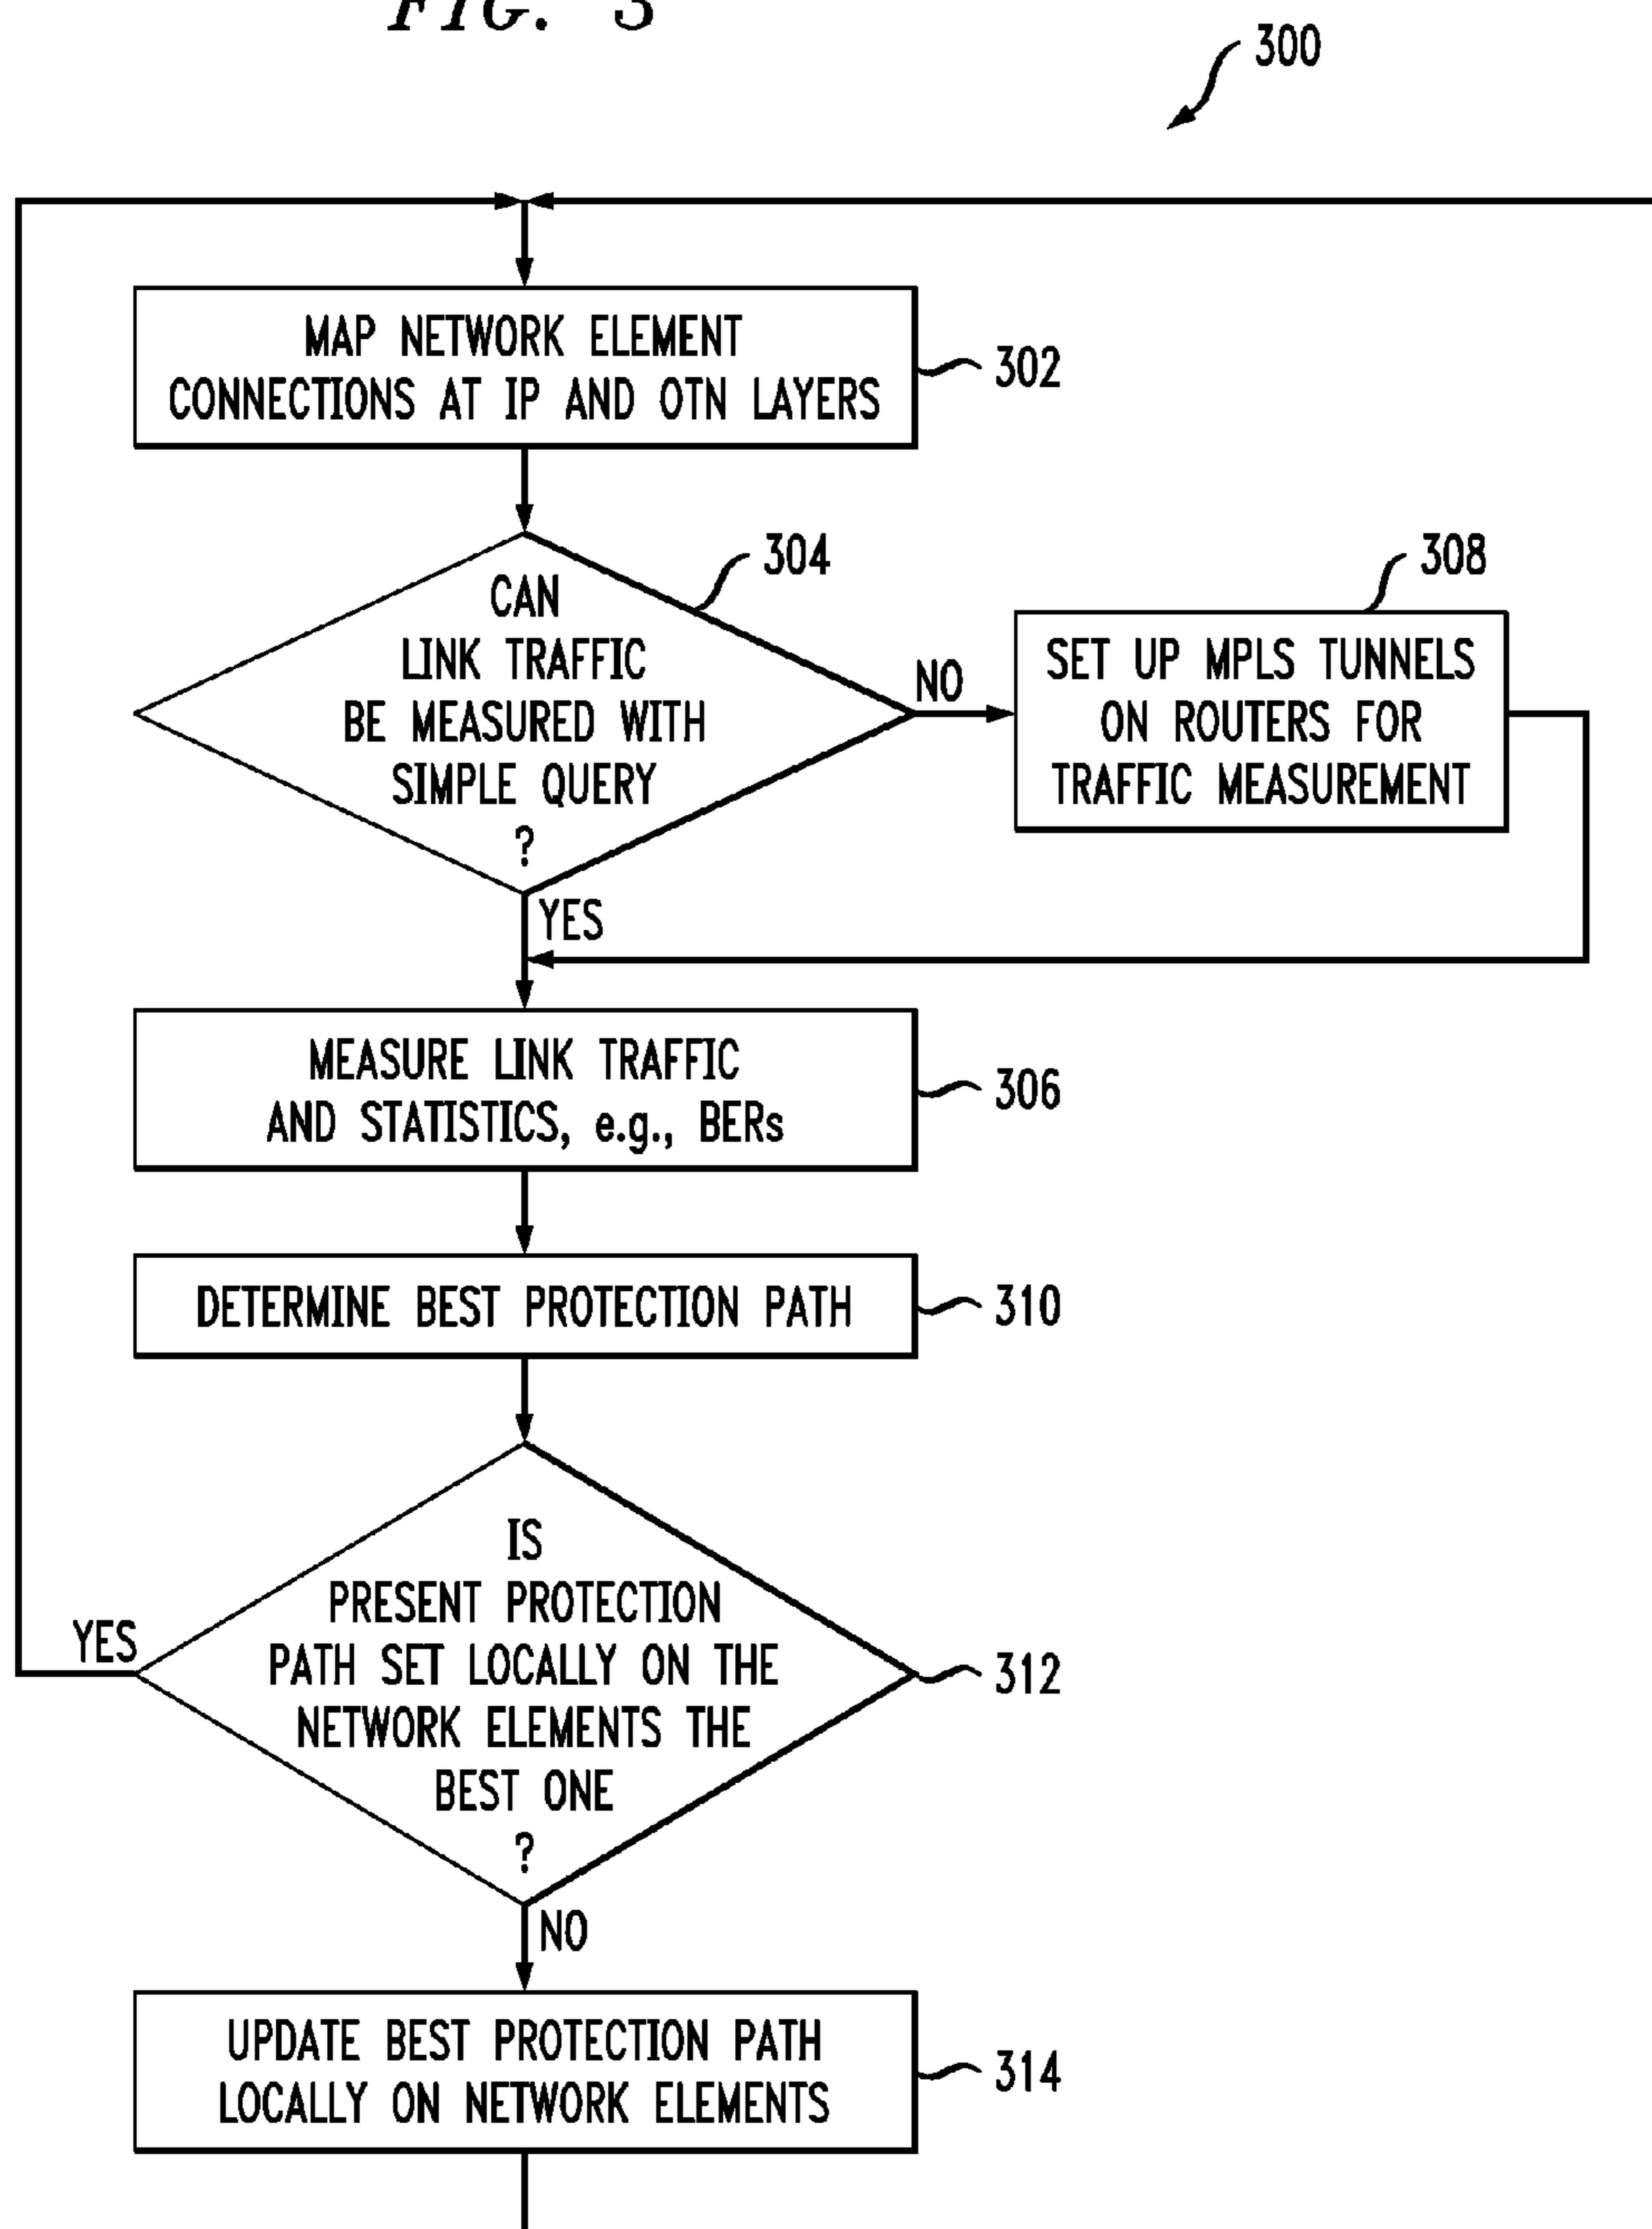 FIG. 3
300
MAP NETWORK ELEMENT
CONNECTIONS AT IP AND OTN LAYERS
302
304
CAN
LINK TRAFFIC
BE MEASURED WITH
SIMPLE QUERY
?
NO
308
SET UP MPLS TUNNELS
ON ROUTERS FOR
TRAFFIC MEASUREMENT
YES
MEASURE LINK TRAFFIC
AND STATISTICS, e.g., BERs
306
DETERMINE BEST PROTECTION PATH
310
IS
PRESENT PROTECTION
PATH SET LOCALLY ON THE
NETWORK ELEMENTS THE
BEST ONE
?
YES
312
NO
UPDATE BEST PROTECTION PATH
LOCALLY ON NETWORK ELEMENTS
314